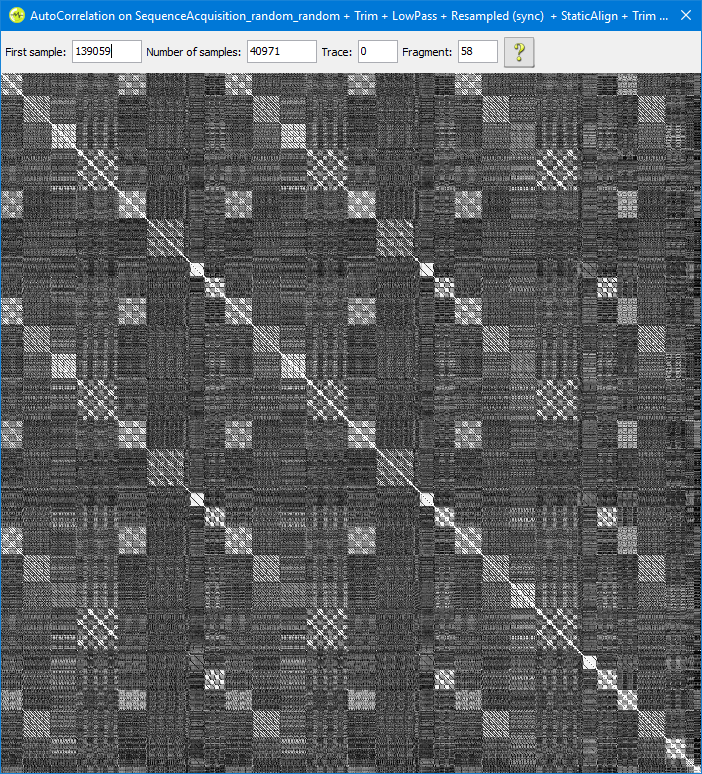 AutoCorrelation on SequenceAcquisition_random_random + Trim + LowPass + Resampled (sync) + StaticAlign + Trim ...
First sample: 139059 Number of samples: 40971 Trace: 0 Fragment: 58 ?